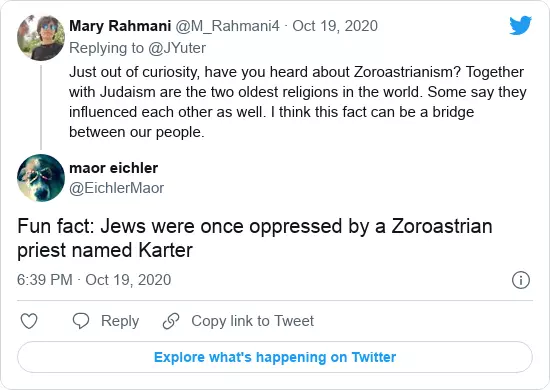 Mary Rahmani @M_Rahmani4 · Oct 19, 2020
Replying to @JYuter
Just out of curiosity, have you heard about Zoroastrianism? Together
with Judaism are the two oldest religions in the world. Some say they
influenced each other as well. I think this fact can be a bridge
between our people.
maor eichler
@EichlerMaor
Fun fact: Jews were once oppressed by a Zoroastrian
priest named Karter
6:39 PM · Oct 19, 2020
Reply Copy link to Tweet
Explore what's happening on Twitter